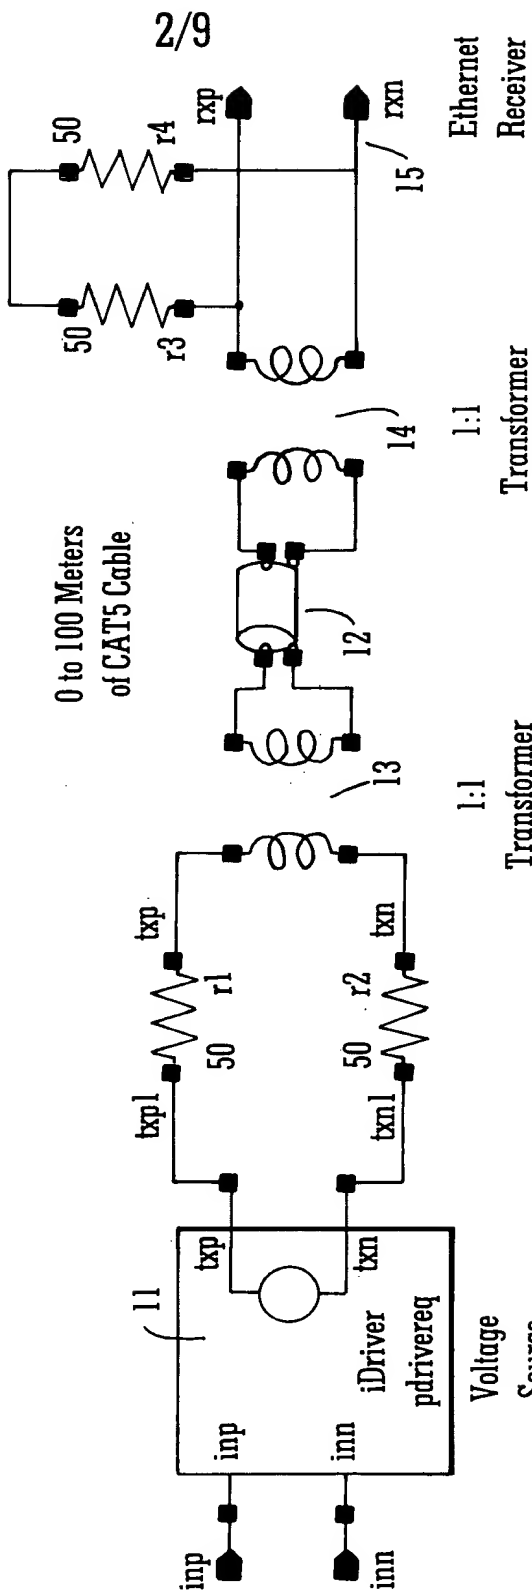 2/9
0 to 100 Meters
of CAT5 Cable
inp
inn
inp
inn
11
txp
txn
iDriver
pdrivereq
Voltage
txp1
txn1
50
r1
50
r2
txp
txn
13
1:1
Transformer
12
14
1:1
Transformer
50
r3
50
r4
rxp
rxn
15
Ethernet
Receiver